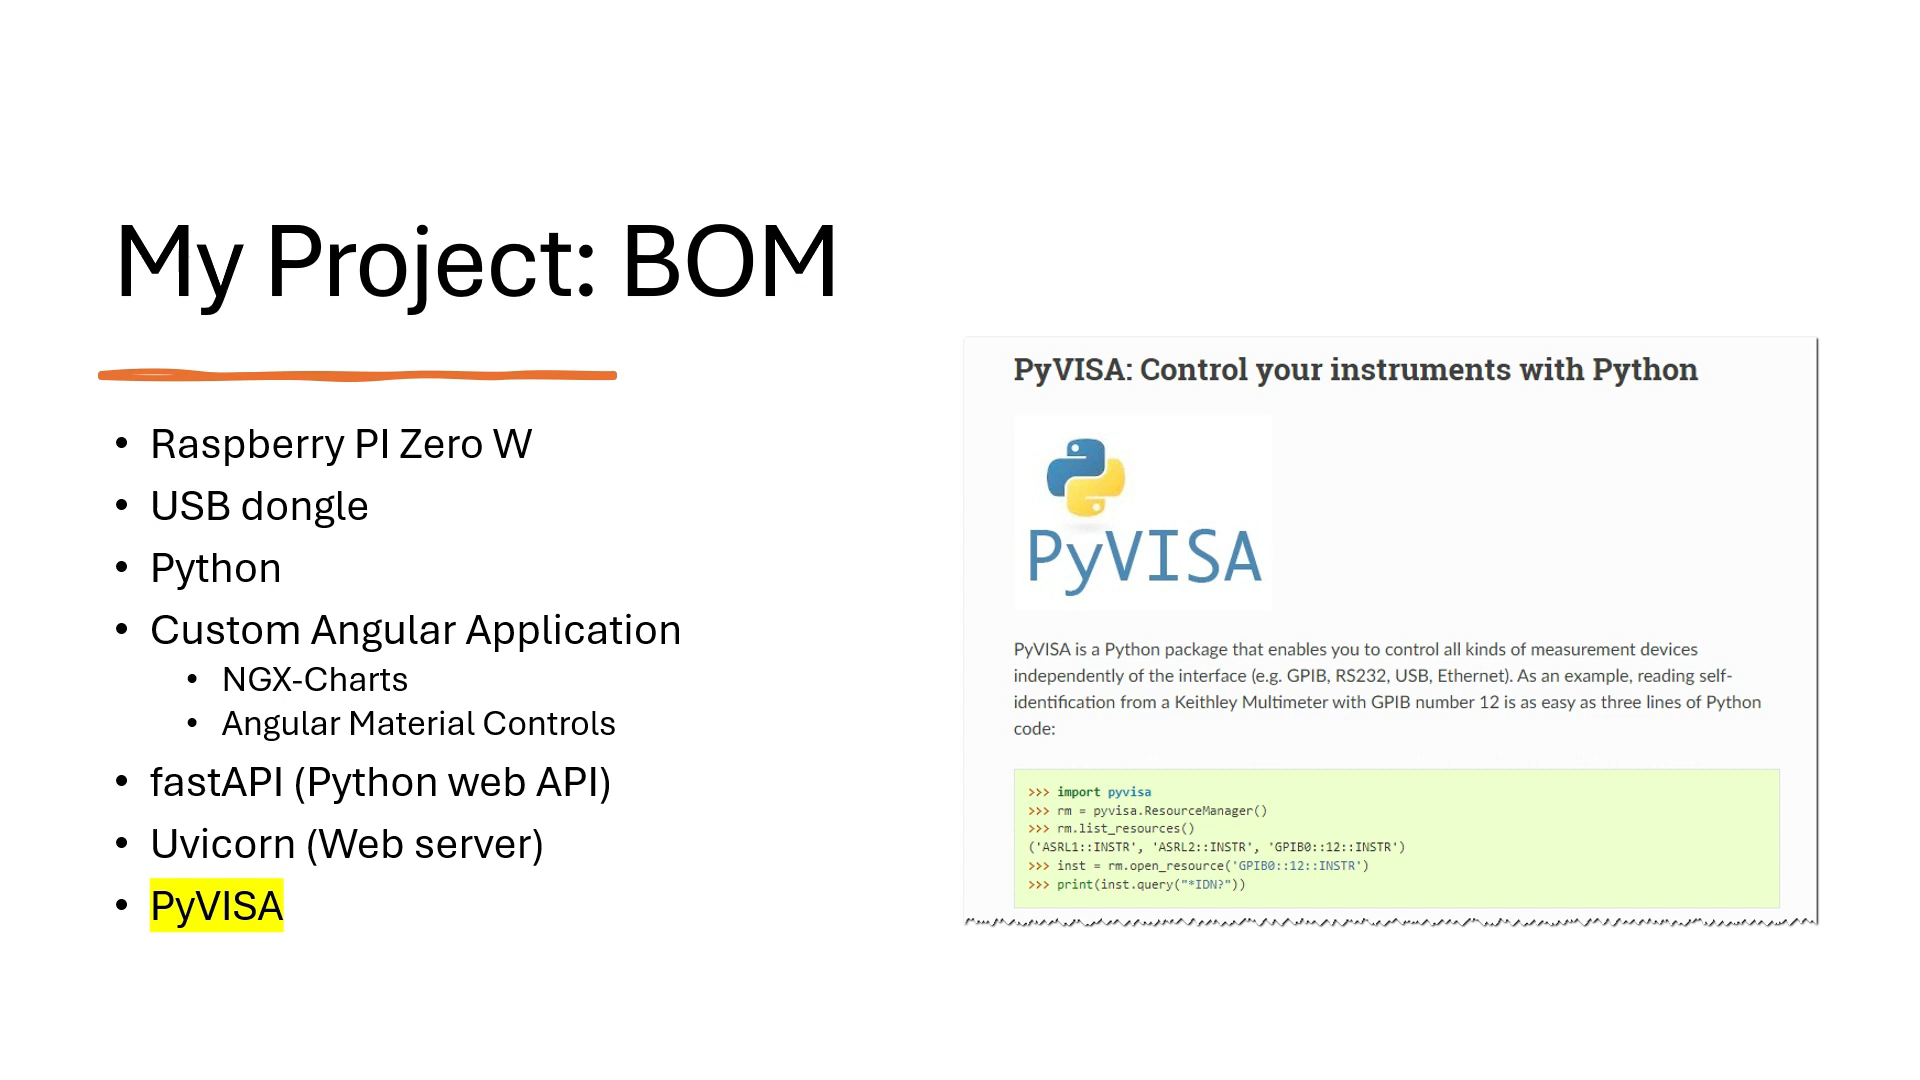 My Project: BOM
• Raspberry PI Zero W
• USB dongle
• Python
• Custom Angular Application
• NGX-Charts
• Angular Material Controls
• fastAPI (Python web API)
• Uvicorn (Web server)
• PyVISA
PyVISA: Control your instruments with Python
PyVISA
PyVISA is a Python package that enables you to control all kinds of measurement devices
independently of the interface (e.g. GPIB, RS232, USB, Ethernet). As an example, reading self-
identification from a Keithley Multimeter with GPIB number 12 is as easy as three lines of Python
code:
>>> import pyvisa
>>> rm = pyvisa.ResourceManager()
>>> rm.list_resources()
('ASRL1::INSTR', 'ASRL2::INSTR', 'GPIB0::12::INSTR')
>>> inst = rm.open_resource('GPIB0::12::INSTR')
>>> print(inst.query("*IDN?"))